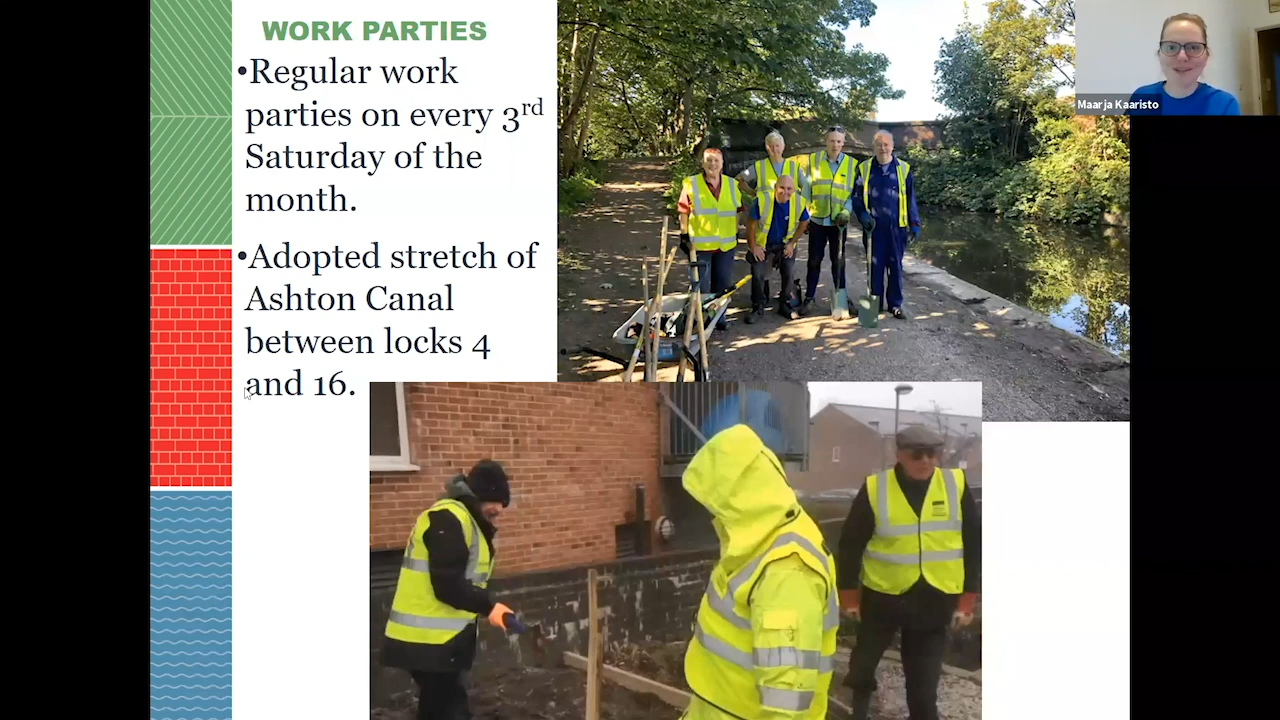 WORK PARTIES
•Regular work
parties on every 3rd
Saturday of the
month.
•Adopted stretch of
Ashton Canal
between locks 4
and 16.
Maarja Kaaristo